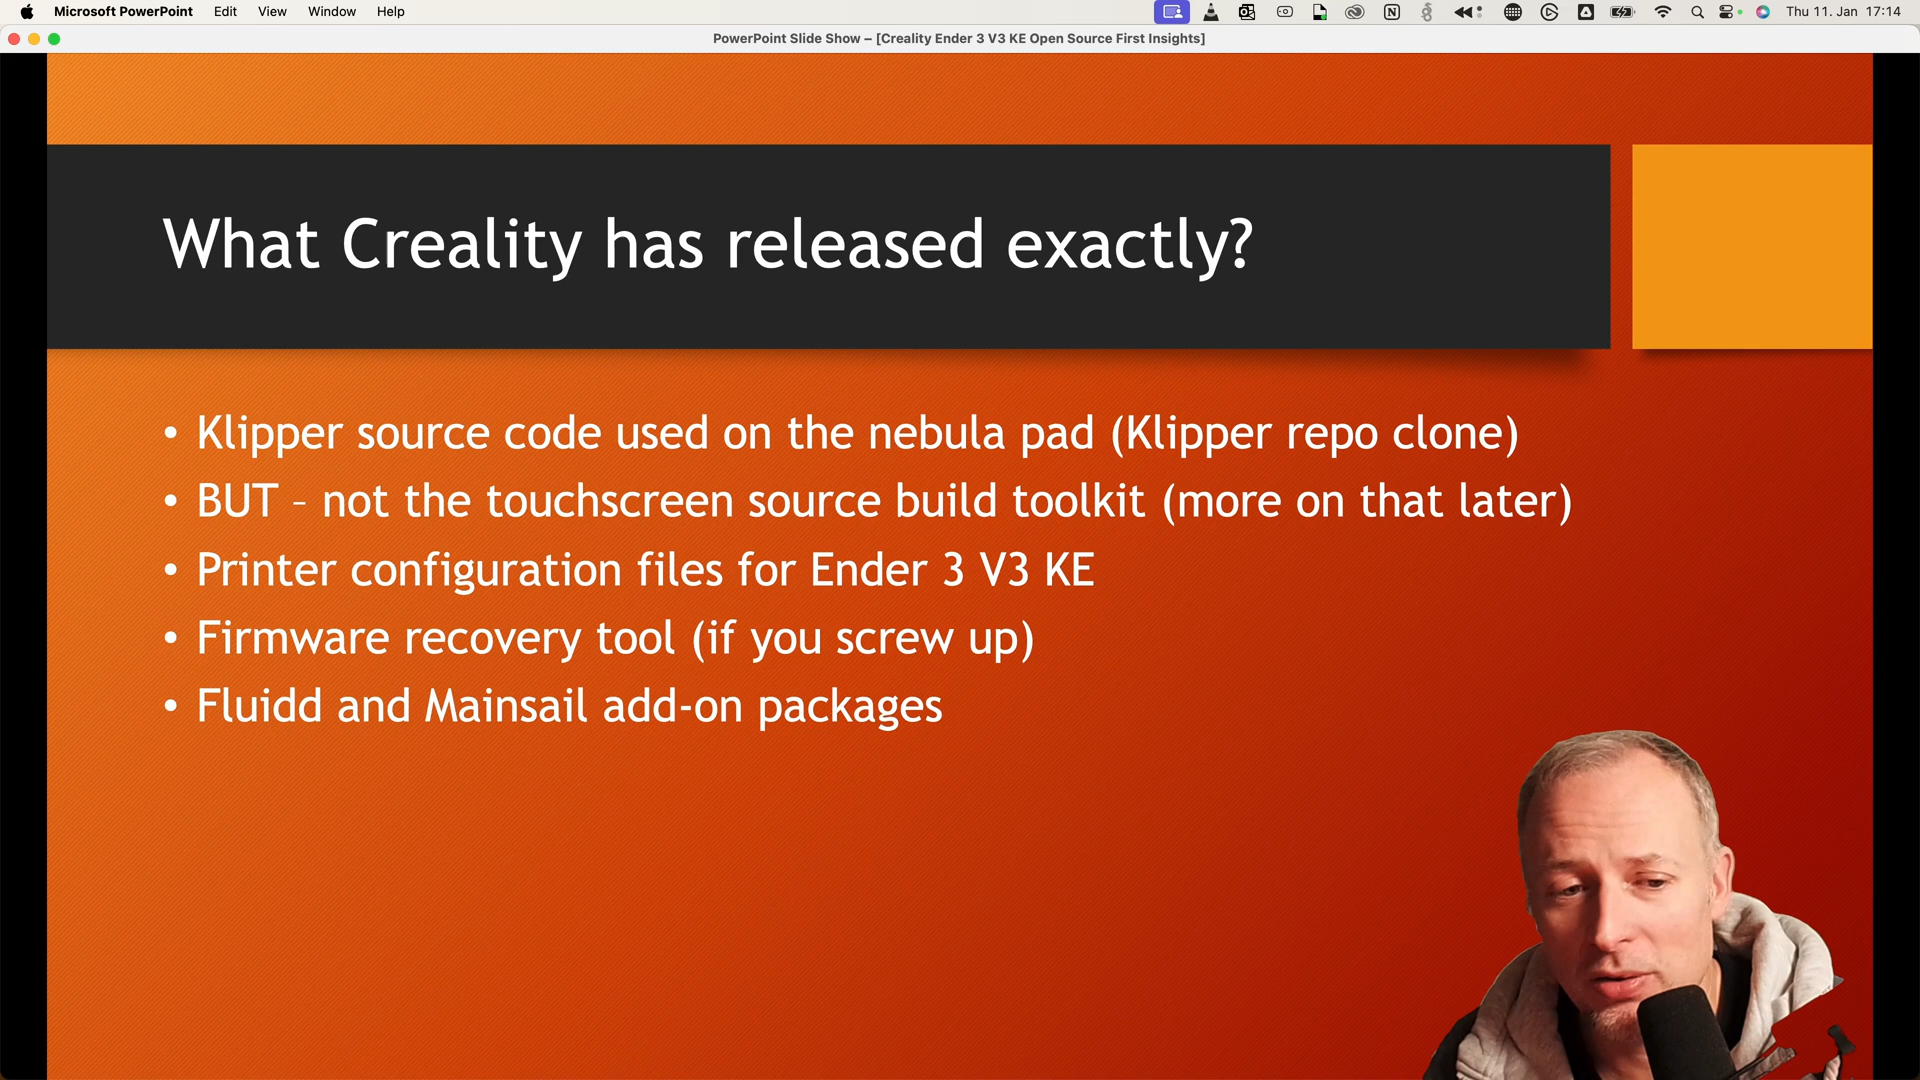 Microsoft PowerPoint Edit View Window Help Thu 11. Jan 17:14
PowerPoint Slide Show – [Creality Ender 3 V3 KE Open Source First Insights]
What Creality has released exactly?
• Klipper source code used on the nebula pad (Klipper repo clone)
• BUT – not the touchscreen source build toolkit (more on that later)
• Printer configuration files for Ender 3 V3 KE
• Firmware recovery tool (if you screw up)
• Fluidd and Mainsail add-on packages